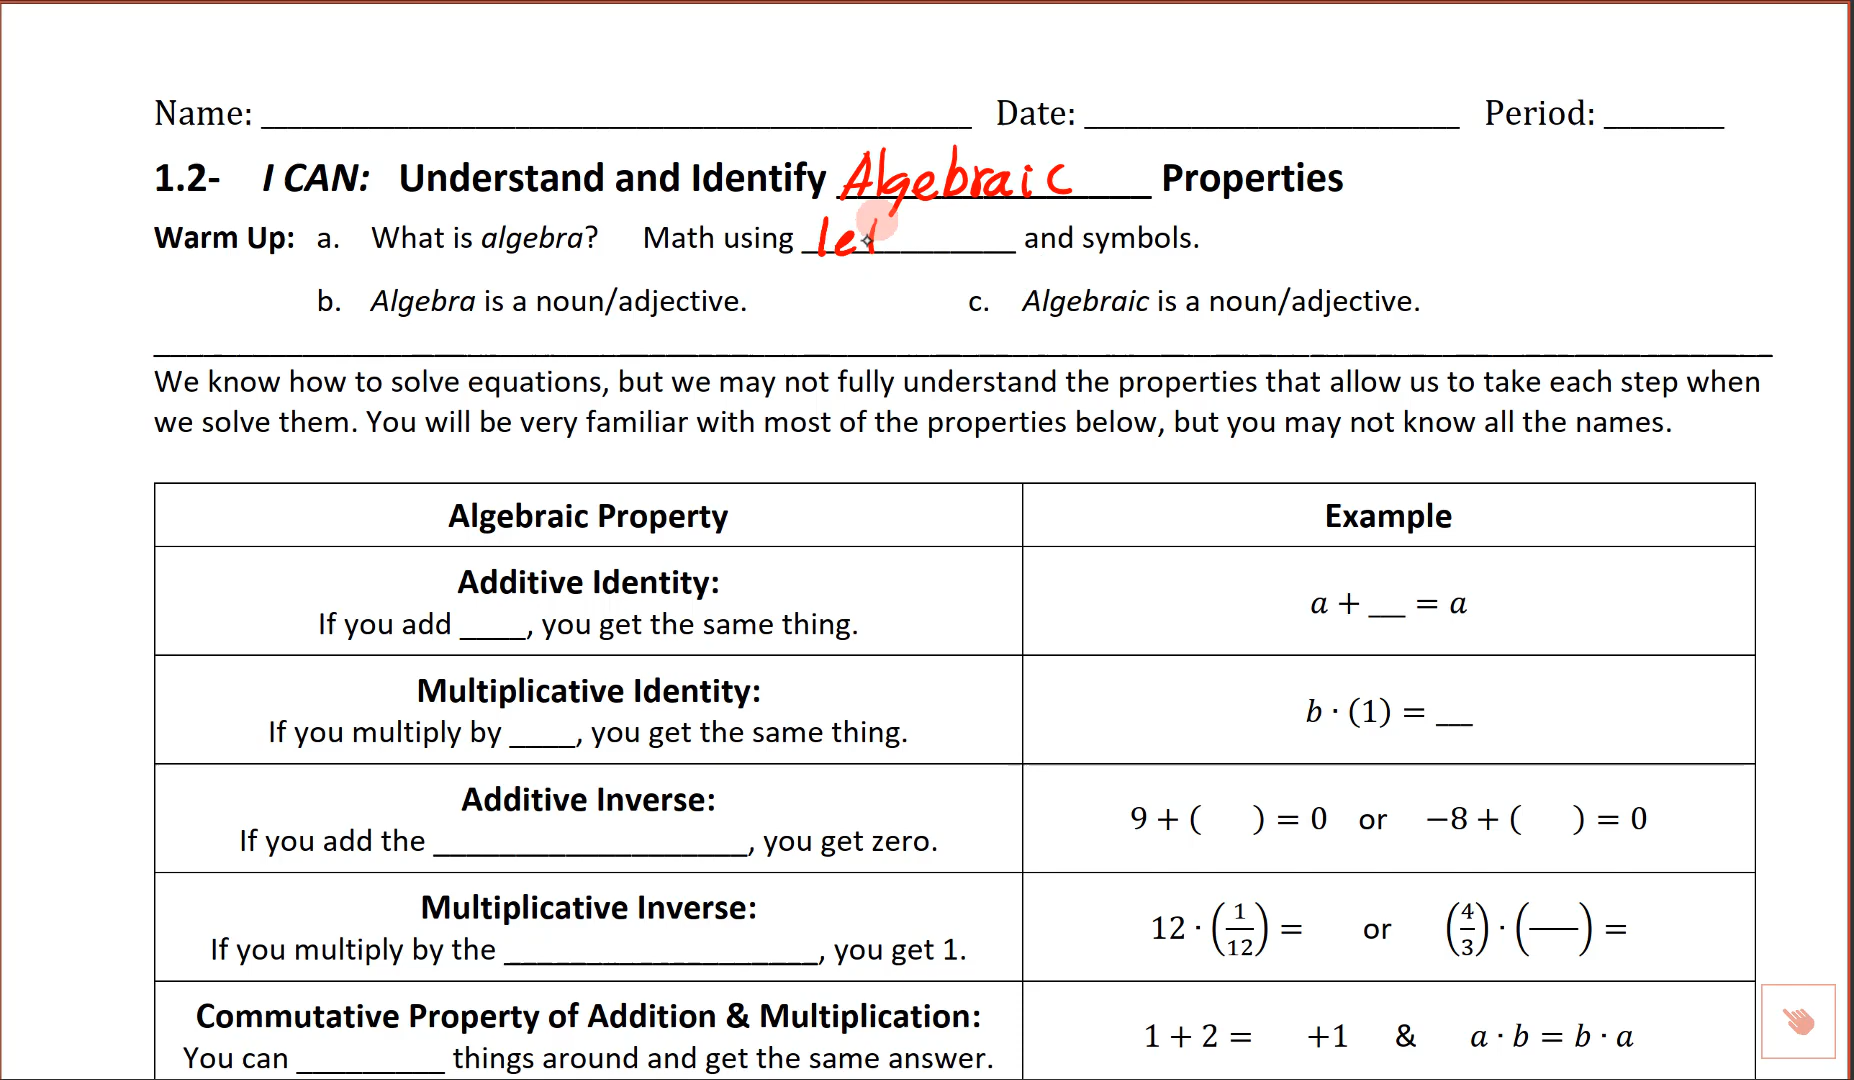 Name: ____________ Date: ____________ Period: ______
1.2- I CAN: Understand and Identify Algebraic Properties
Warm Up: a. What is algebra? Math using let and symbols.
b. Algebra is a noun/adjective. c. Algebraic is a noun/adjective.
We know how to solve equations, but we may not fully understand the properties that allow us to take each step when
we solve them. You will be very familiar with most of the properties below, but you may not know all the names.
Algebraic Property Example
Additive Identity:
If you add ____, you get the same thing.
a + __ = a
Multiplicative Identity:
If you multiply by ____, you get the same thing.
b · (1) = __
Additive Inverse:
If you add the ____________, you get zero.
9 + ( ) = 0 or −8 + ( ) = 0
Multiplicative Inverse:
If you multiply by the ____________, you get 1.
12 · (1/12) = or (4/3) · (—) =
Commutative Property of Addition & Multiplication:
You can _________ things around and get the same answer.
1 + 2 = +1 & a · b = b · a